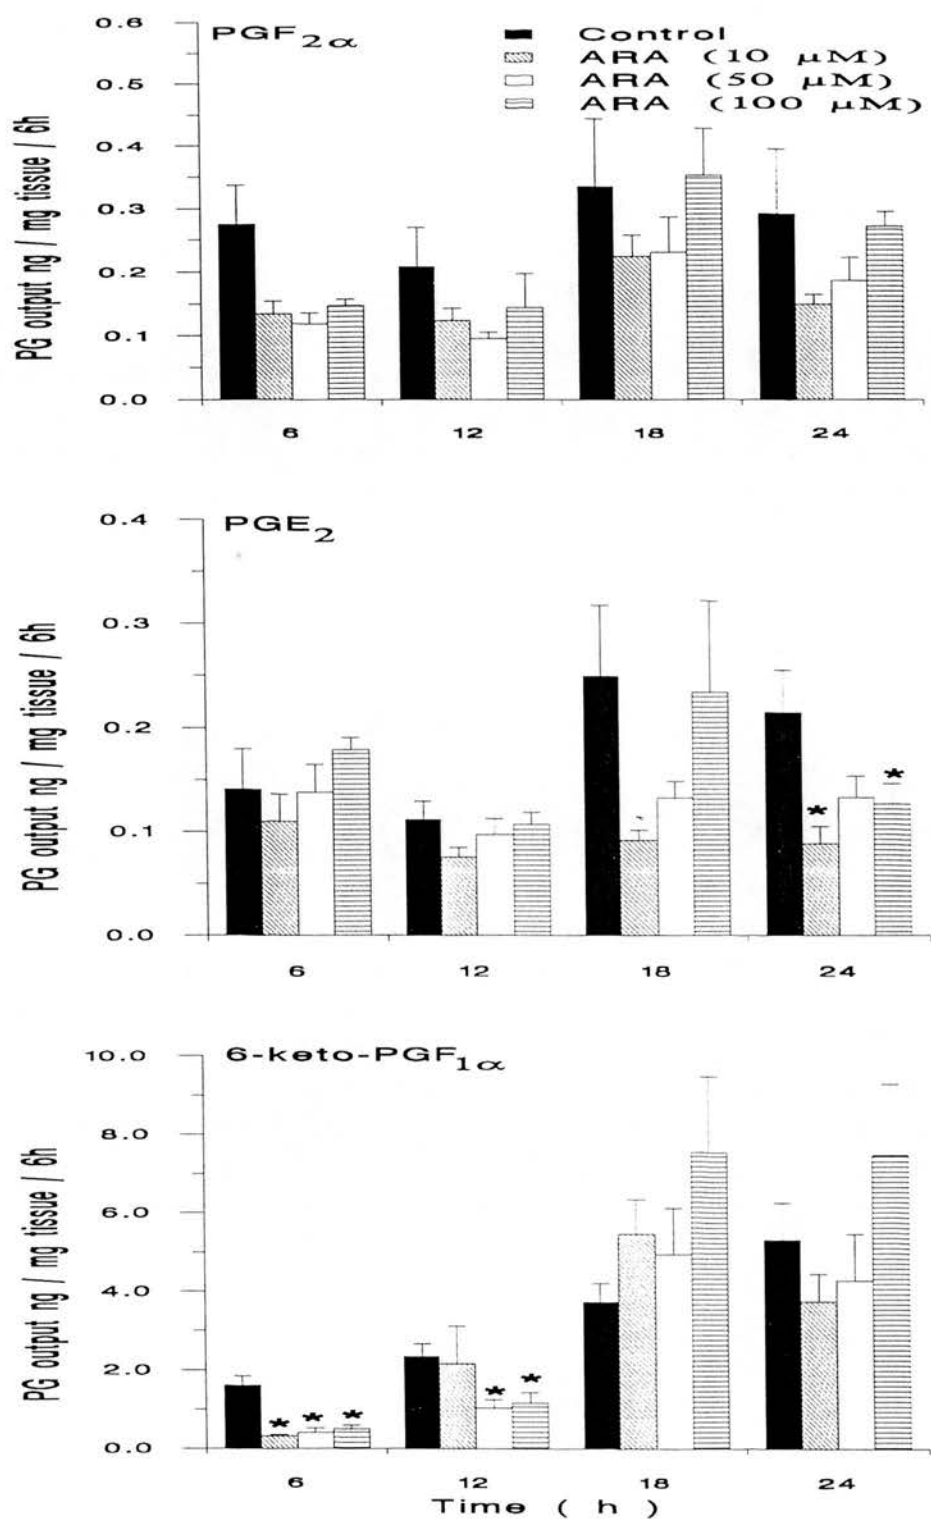 PGF2α
Control
ARA (10 μM)
ARA (50 μM)
ARA (100 μM)
PG output ng / mg tissue / 6h
0.6
0.5
0.4
0.3
0.2
0.1
0.0
6 12 18 24
PGE2
PG output ng / mg tissue / 6h
0.4
0.3
0.2
0.1
0.0
* *
6 12 18 24
6-keto-PGF1α
PG output ng / mg tissue / 6h
10.0
8.0
6.0
4.0
2.0
0.0
* * * * *
6 12 18 24
Time ( h )